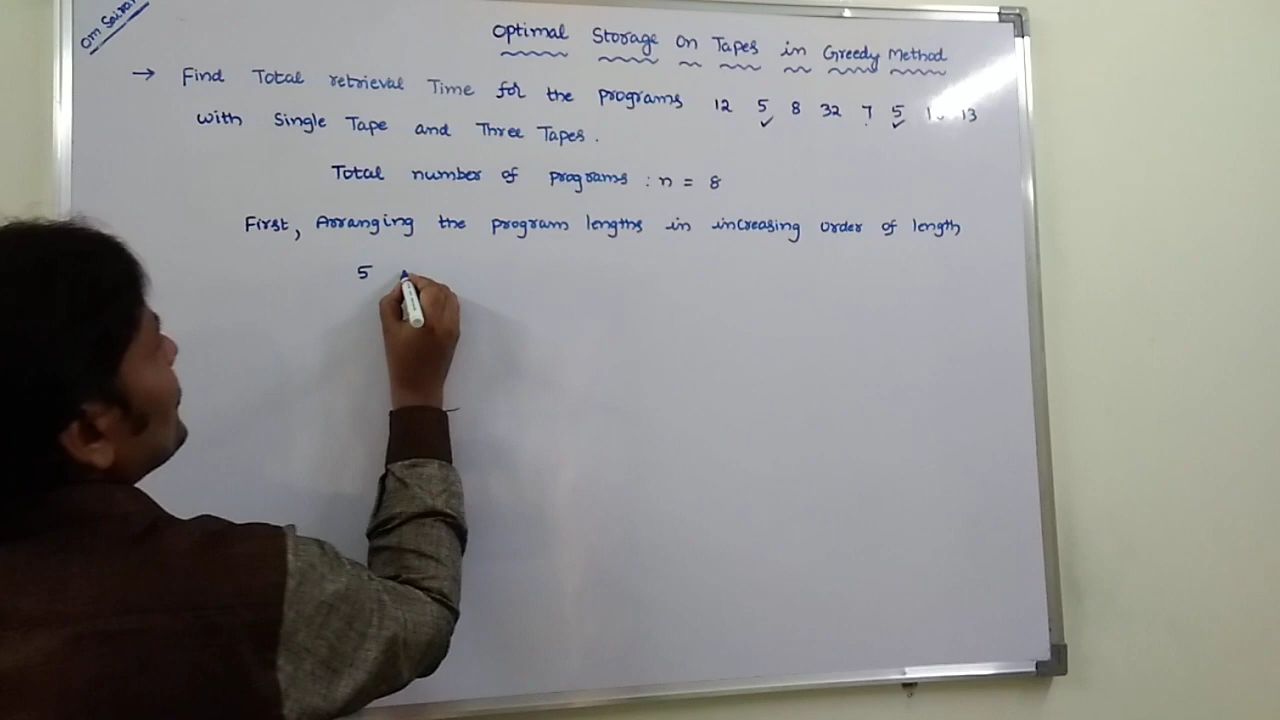 Om Sairam
Optimal Storage on Tapes in Greedy Method
→ Find Total retrieval Time for the programs 12 5 8 32 7 5 13
with Single Tape and Three Tapes.
Total number of programs : n = 8
First, Arranging the program lengths in increasing order of length
5